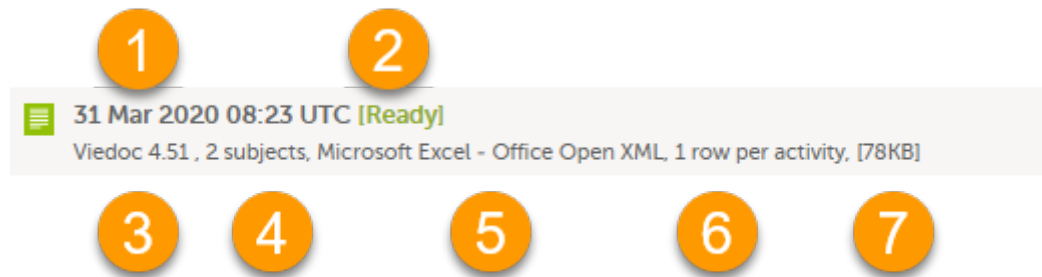 1 2
31 Mar 2020 08:23 UTC [Ready]
Viedoc 4.51 , 2 subjects, Microsoft Excel - Office Open XML, 1 row per activity, [78KB]
3 4 5 6 7